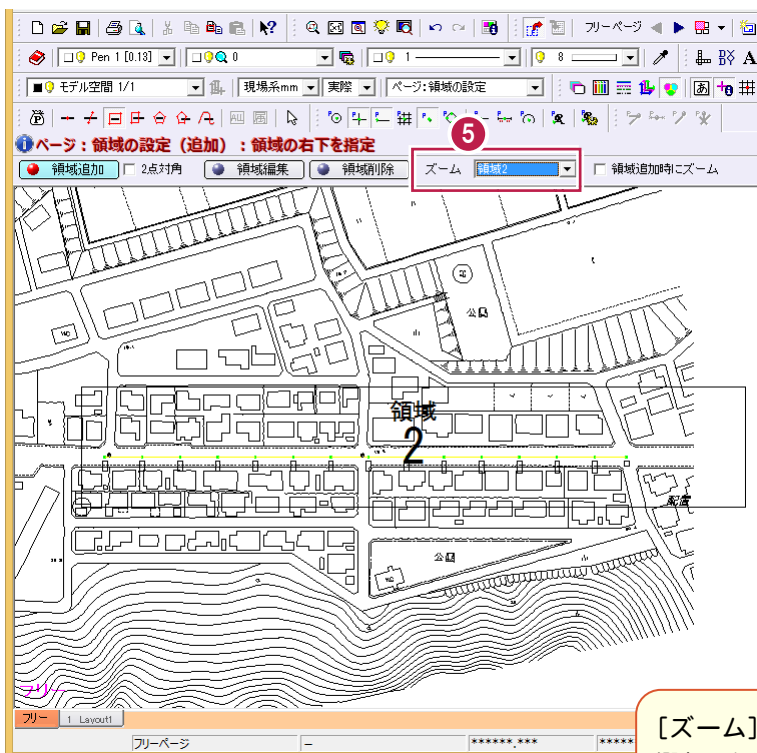 フリーページ
Pen 1 [0.13]
0
1
8
A
モデル空間 1/1
現場系mm
実際
ページ:領域の設定
あ
5
ページ：領域の設定（追加）：領域の右下を指定
領域追加
2点対角
領域編集
領域削除
ズーム
領域2
領域追加時にズーム
公園
領域
2
配置
公園
フリー
フリー
1 Layout1
フリーページ
–
******.***
*****
[ズーム]